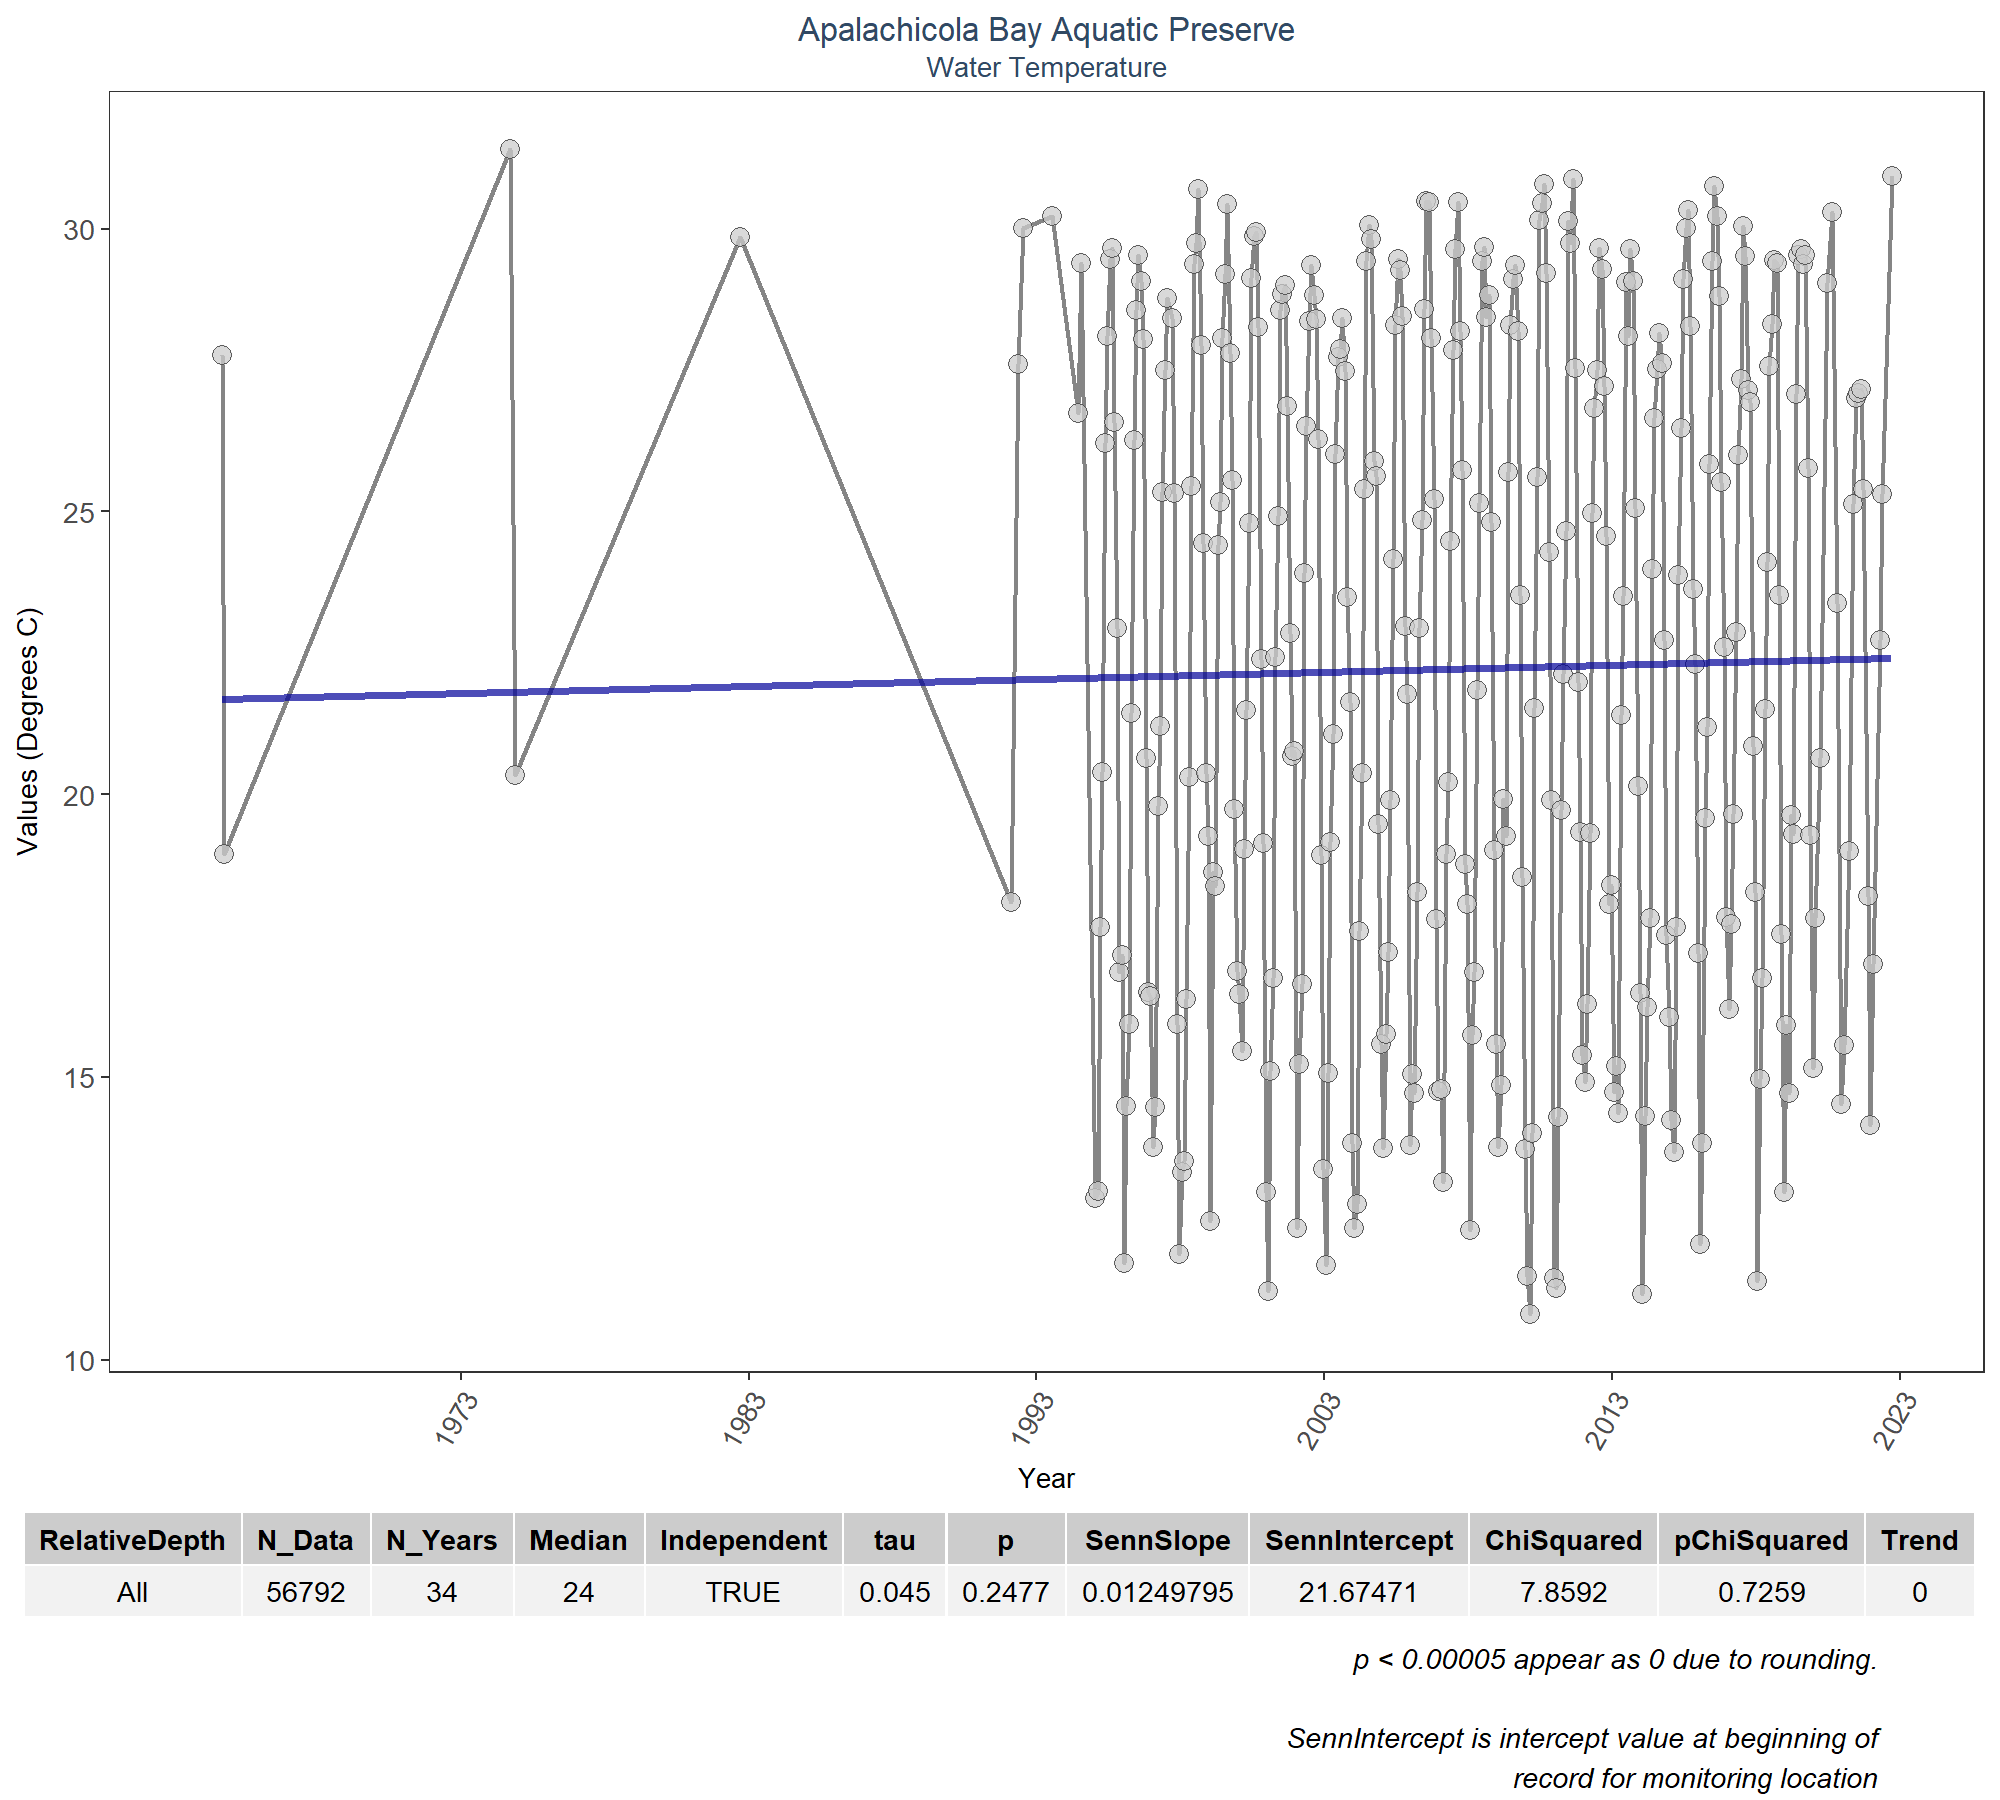 Apalachicola Bay Aquatic Preserve
Water Temperature
Values (Degrees C)
30
25
20
15
10
1973
1983
1993
2003
2013
2023
Year
RelativeDepth N_Data N_Years Median Independent tau p SennSlope SennIntercept ChiSquared pChiSquared Trend
All 56792 34 24 TRUE 0.045 0.2477 0.01249795 21.67471 7.8592 0.7259 0
p < 0.00005 appear as 0 due to rounding.
SennIntercept is intercept value at beginning of
record for monitoring location